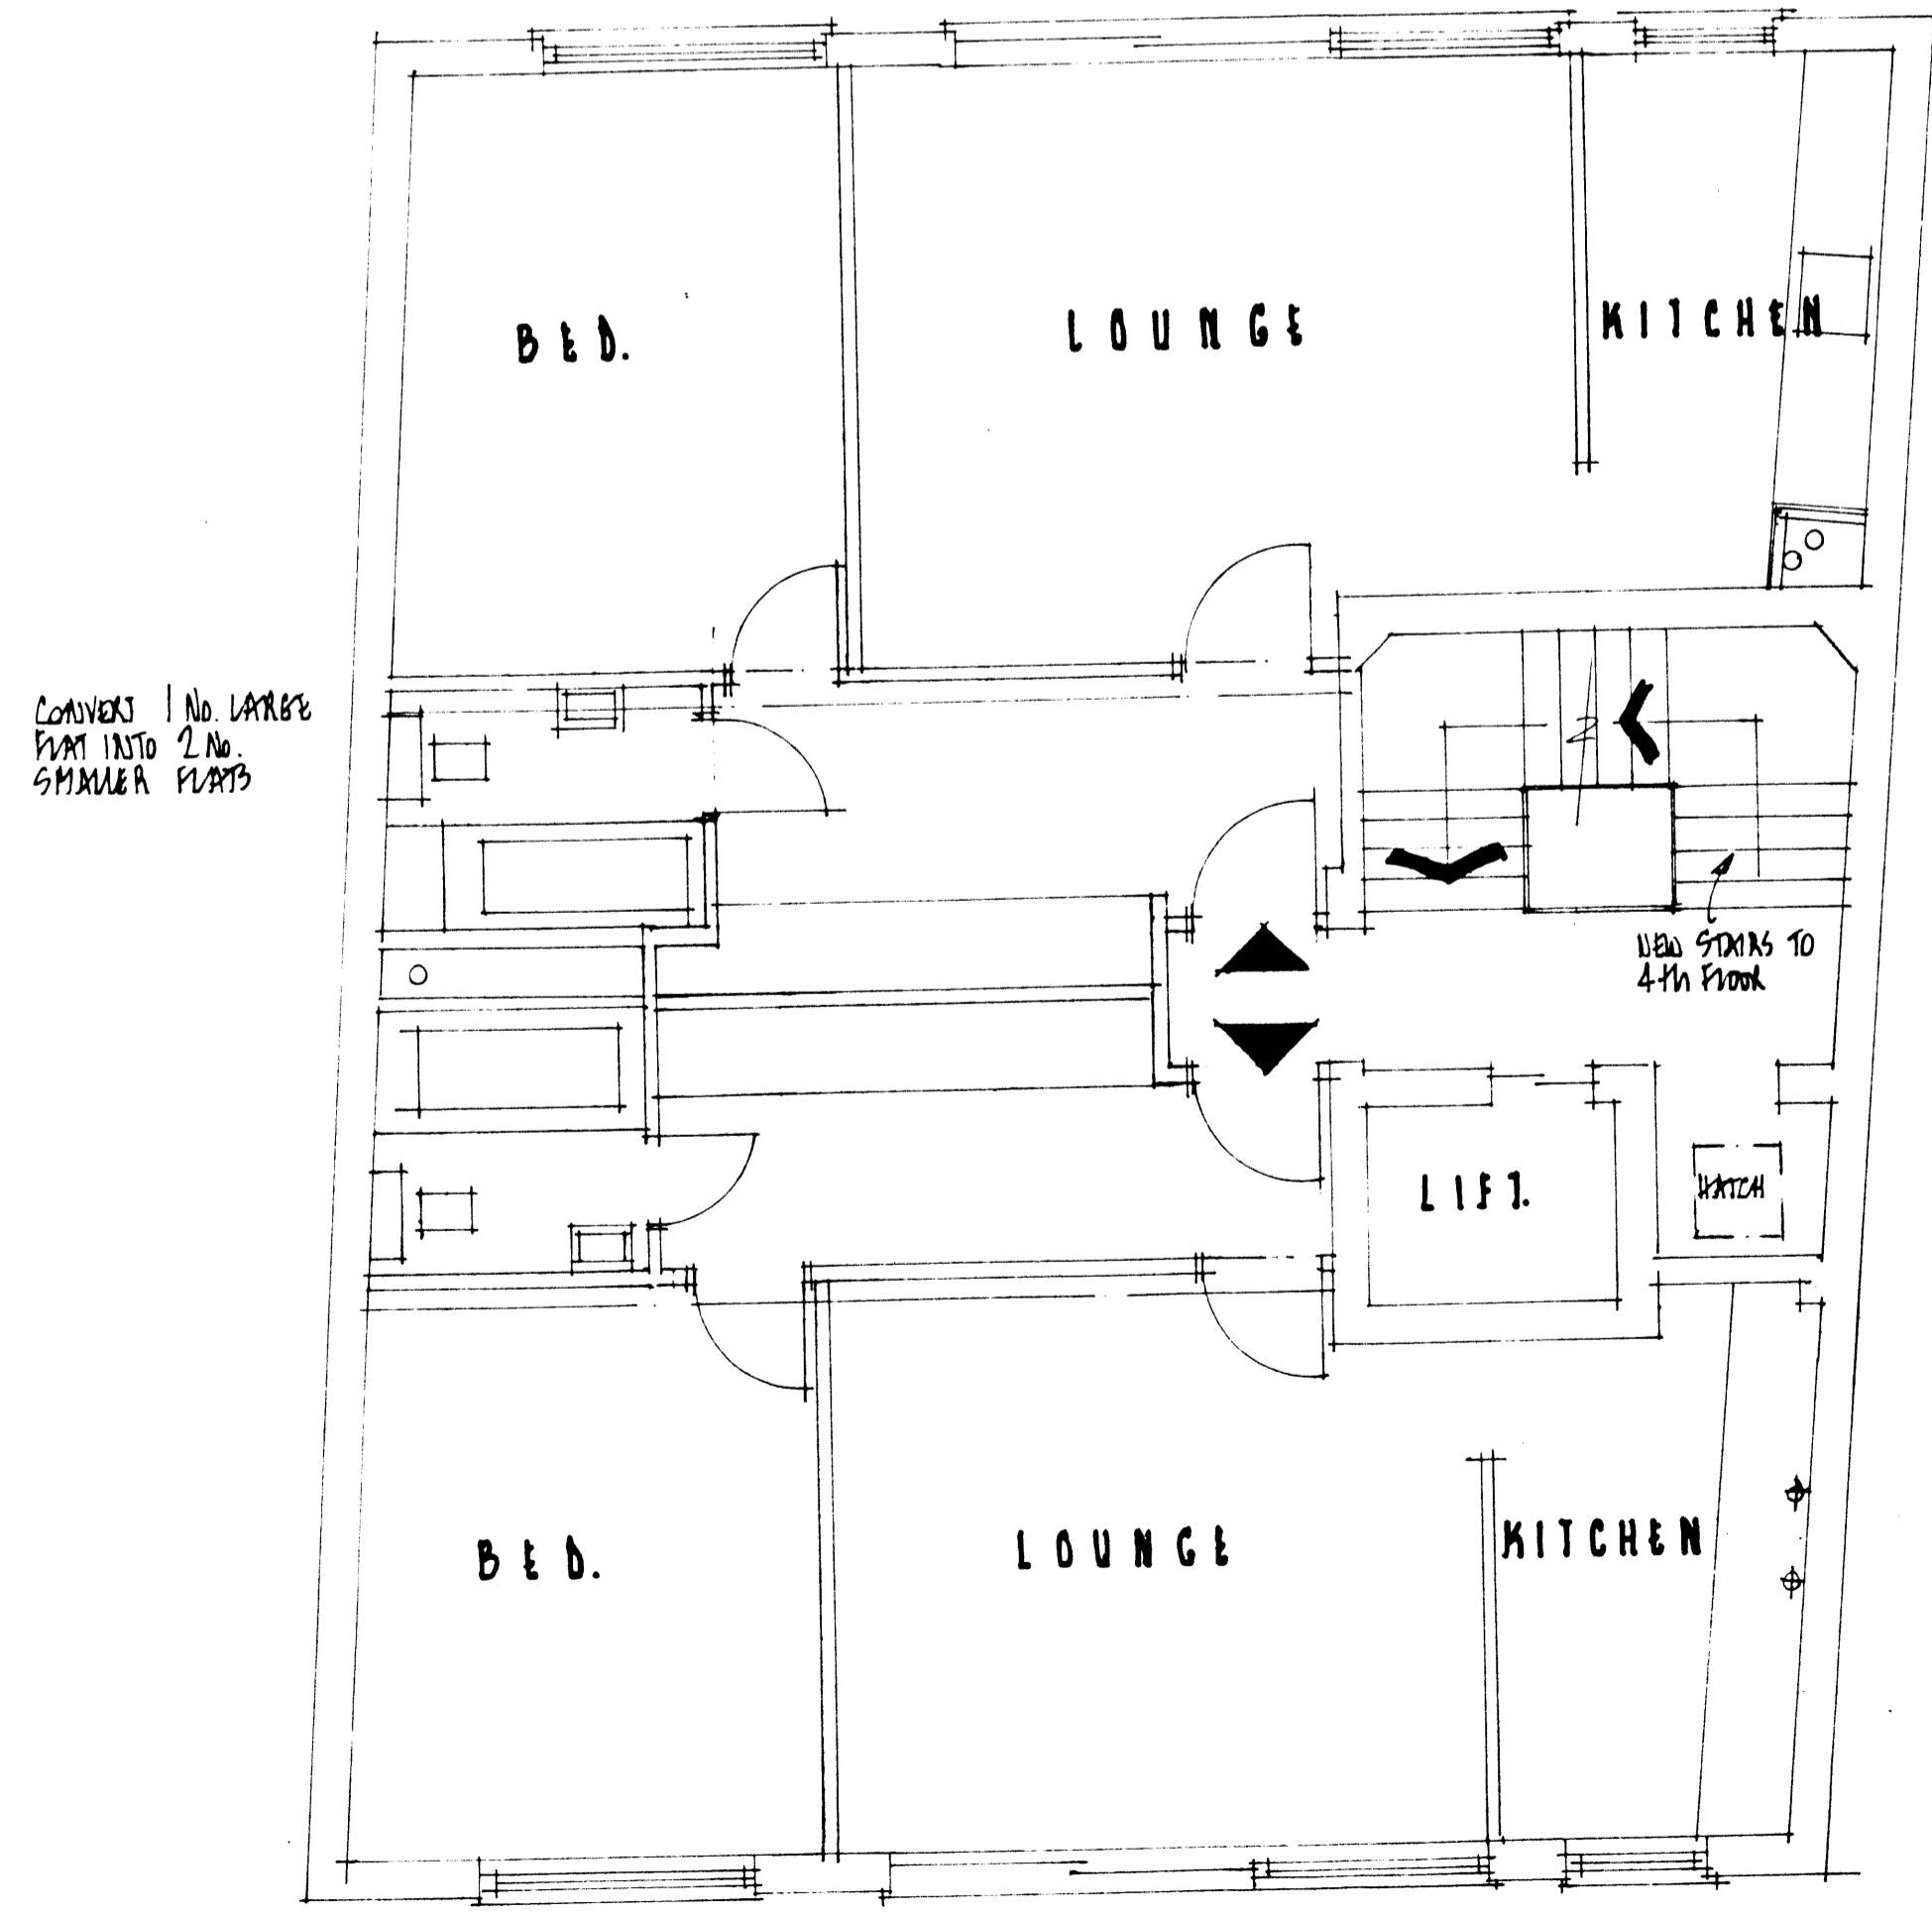 BED.
LOUNGE
KITCHEN
CONVERT 1 NO. LARGE
FLAT INTO 2 NO.
SMALLER FLATS
NEW STAIRS TO
4th FLOOR
LIFT.
HATCH
BED.
LOUNGE
KITCHEN